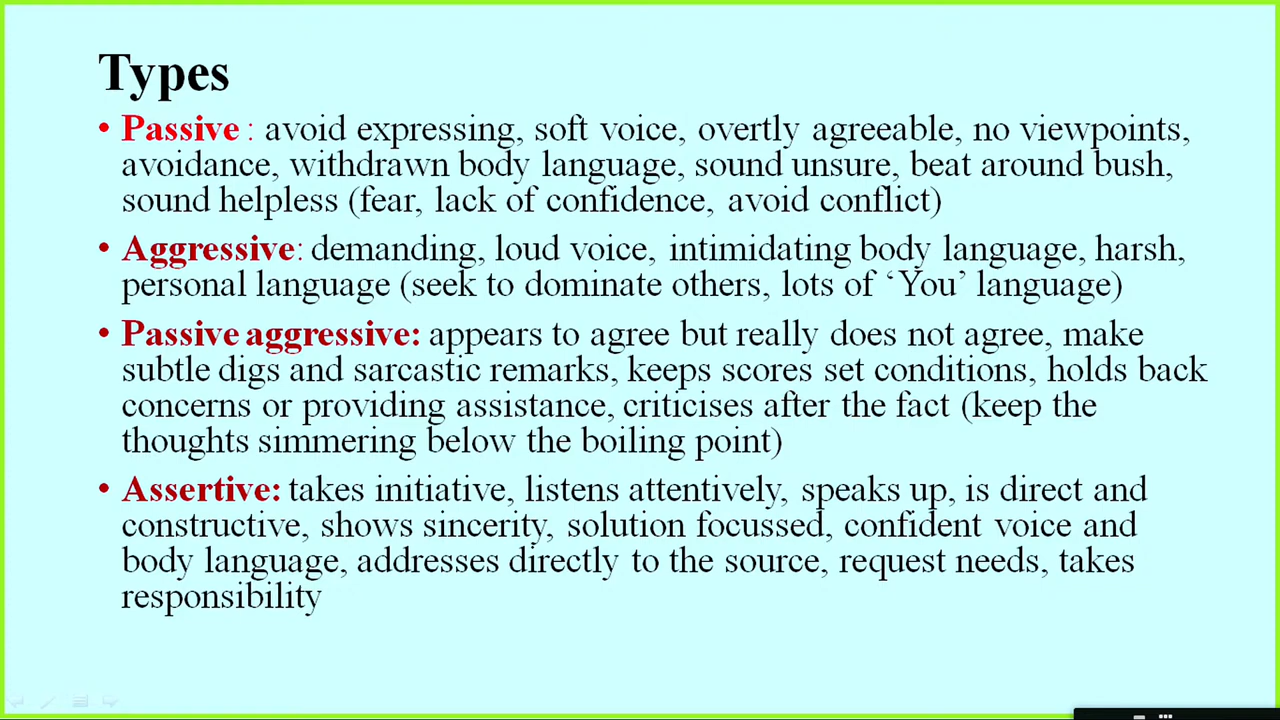 Types
• Passive : avoid expressing, soft voice, overtly agreeable, no viewpoints,
avoidance, withdrawn body language, sound unsure, beat around bush,
sound helpless (fear, lack of confidence, avoid conflict)
• Aggressive: demanding, loud voice, intimidating body language, harsh,
personal language (seek to dominate others, lots of ‘You’ language)
• Passive aggressive: appears to agree but really does not agree, make
subtle digs and sarcastic remarks, keeps scores set conditions, holds back
concerns or providing assistance, criticises after the fact (keep the
thoughts simmering below the boiling point)
• Assertive: takes initiative, listens attentively, speaks up, is direct and
constructive, shows sincerity, solution focussed, confident voice and
body language, addresses directly to the source, request needs, takes
responsibility